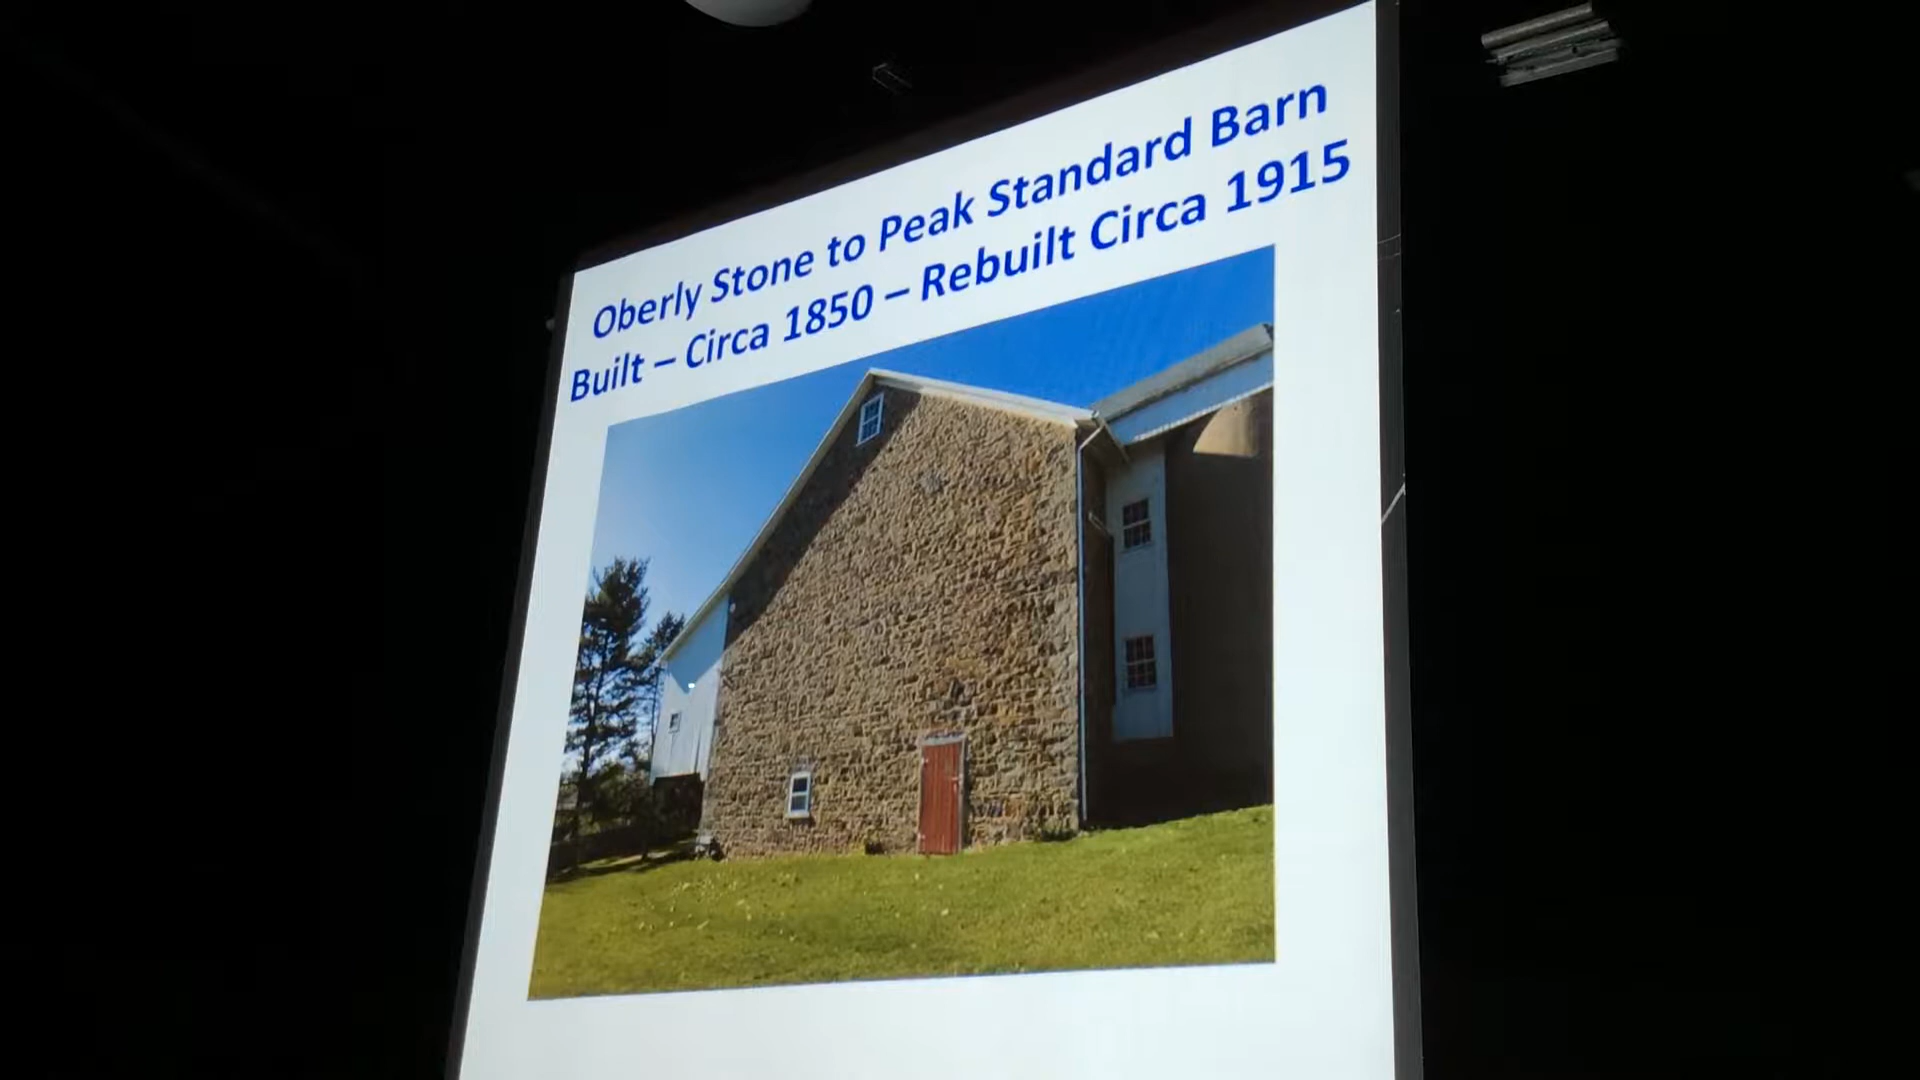 Oberly Stone to Peak Standard Barn
Built – Circa 1850 – Rebuilt Circa 1915